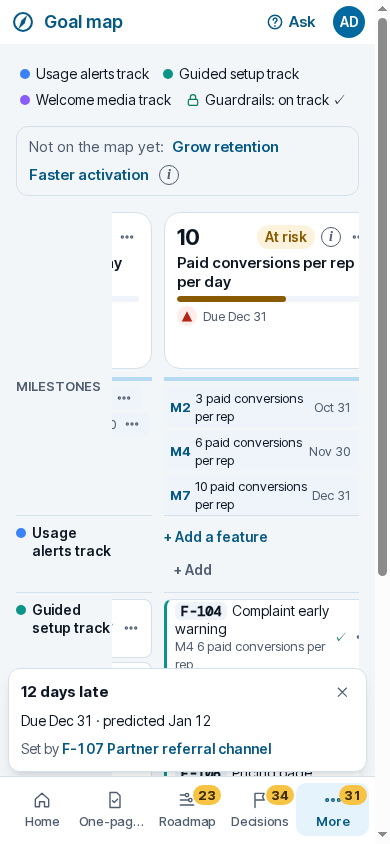 Goal map
Ask
AD
Usage alerts track
Guided setup track
Welcome media track
Guardrails: on track ✓
Not on the map yet: Grow retention
Faster activation
i
10
At risk
i
Paid conversions per rep
per day
Due Dec 31
MILESTONES
M2 3 paid conversions
per rep
Oct 31
M4 6 paid conversions
per rep
Nov 30
M7 10 paid conversions
per rep
Dec 31
Usage
alerts track
+ Add a feature
+ Add
Guided
setup track
F-104 Complaint early
warning
✓
M4 6 paid conversions per
rep
12 days late
Due Dec 31 · predicted Jan 12
Set by F-107 Partner referral channel
Home
One-pag...
23
Roadmap
34
Decisions
31
More